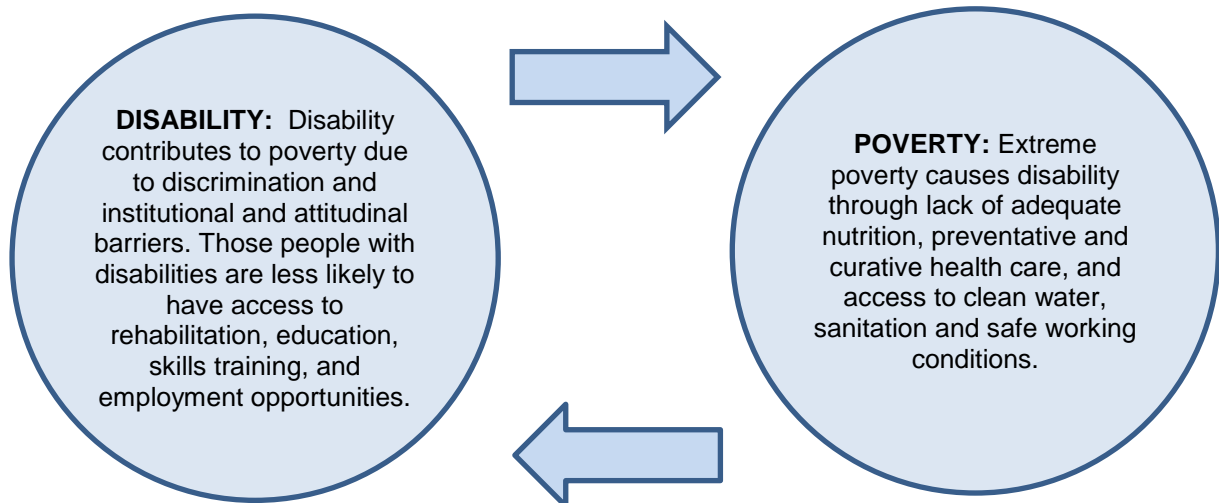 DISABILITY: Disability
contributes to poverty due
to discrimination and
institutional and attitudinal
barriers. Those people with
disabilities are less likely to
have access to
rehabilitation, education,
skills training, and
employment opportunities.
POVERTY: Extreme
poverty causes disability
through lack of adequate
nutrition, preventative and
curative health care, and
access to clean water,
sanitation and safe working
conditions.